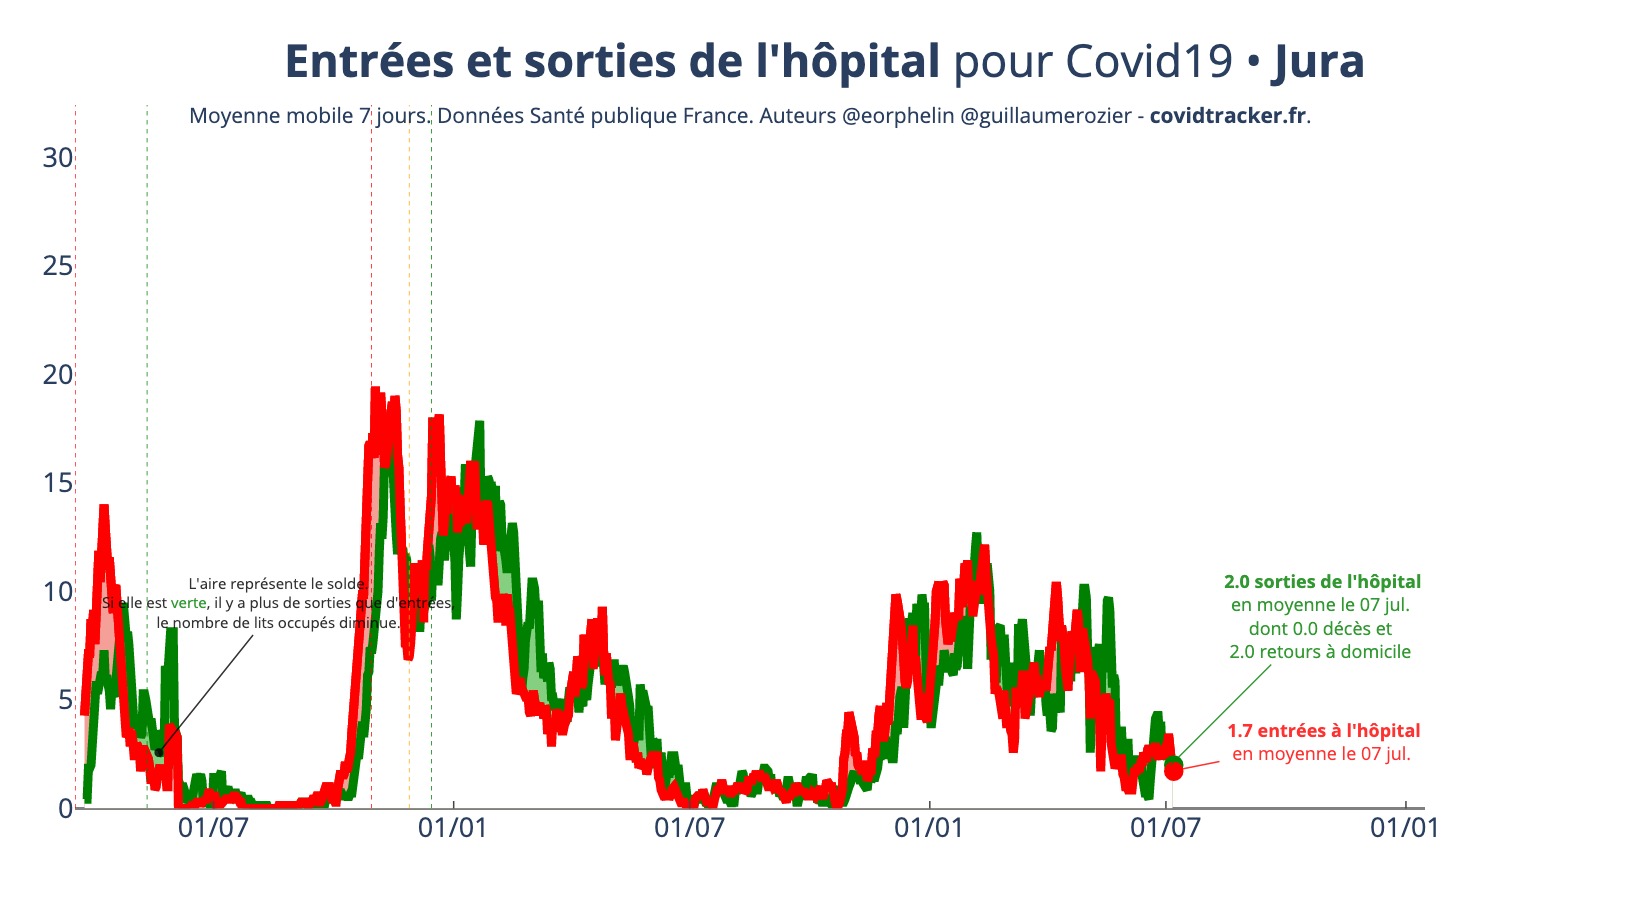 Entrées et sorties de l'hôpital pour Covid19 • Jura
Moyenne mobile 7 jours. Données Santé publique France. Auteurs @eorphelin @guillaumerozier - covidtracker.fr.
30
25
20
15
10
5
0
L'aire représente le solde.
Si elle est verte, il y a plus de sorties que d'entrées,
le nombre de lits occupés diminue.
2.0 sorties de l'hôpital
en moyenne le 07 jul.
dont 0.0 décès et
2.0 retours à domicile
1.7 entrées à l'hôpital
en moyenne le 07 jul.
01/07
01/01
01/07
01/01
01/07
01/01